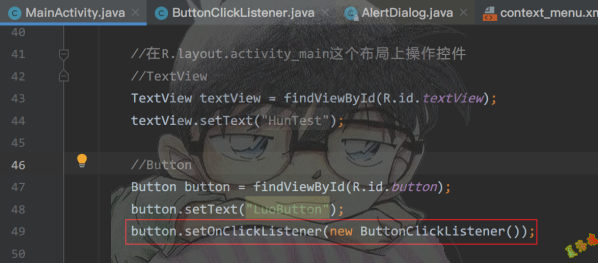 MainActivity.java × ButtonClickListener.java × AlertDialog.java × context_menu.xm
40
41 //在R.layout.activity_main这个布局上操作控件
42 //TextView
43 TextView textView = findViewById(R.id.textView);
44 textView.setText("HunTest");
45
46 //Button
47 Button button = findViewById(R.id.button);
48 button.setText("LuoButton");
49 button.setOnClickListener(new ButtonClickListener());